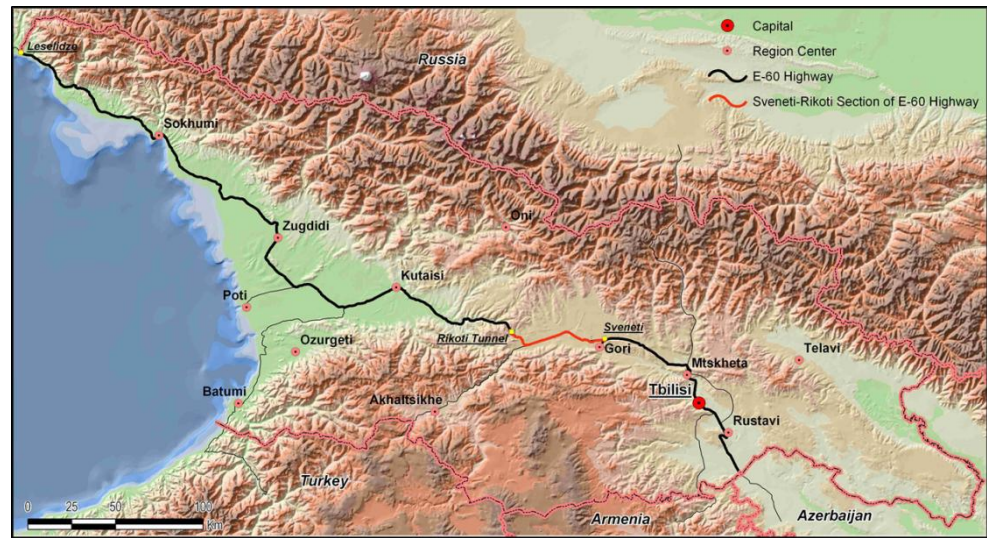 Capital
Region Center
E-60 Highway
Sveneti-Rikoti Section of E-60 Highway
Leselidze
Russia
Sokhumi
Oni
Zugdidi
Kutaisi
Poti
Rikoti Tunnel
Sveneti
Gori
Ozurgeti
Telavi
Mtskheta
Tbilisi
Batumi
Akhaltsikhe
Rustavi
Turkey
Armenia
Azerbaijan
0 25 50 100
km